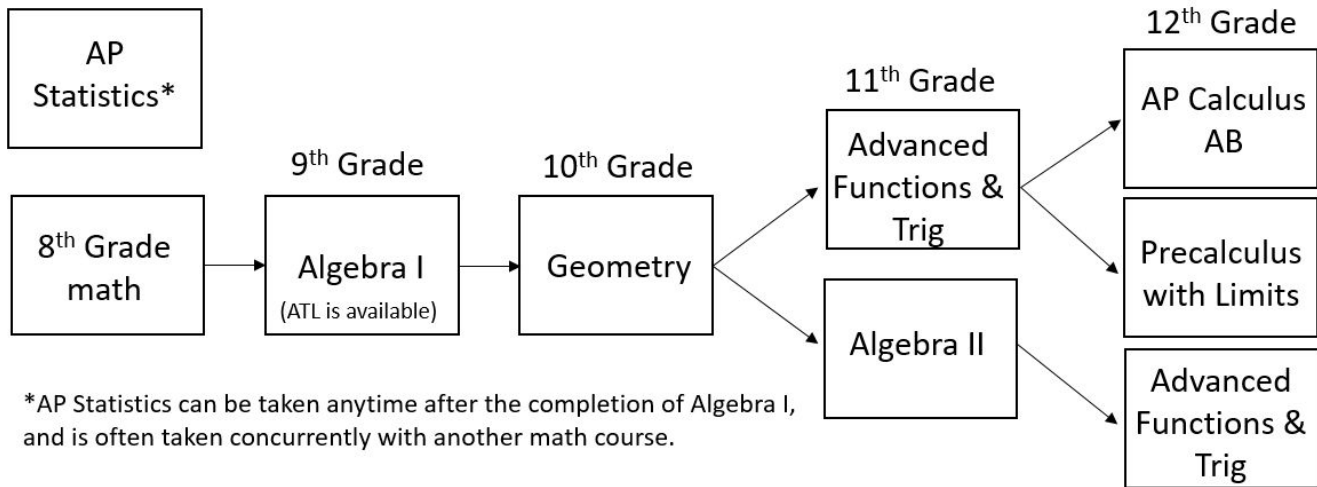 AP
Statistics*
8th Grade
math
9th Grade
Algebra I
(ATL is available)
10th Grade
Geometry
11th Grade
Advanced
Functions &
Trig
Algebra II
12th Grade
AP Calculus
AB
Precalculus
with Limits
Advanced
Functions &
Trig
*AP Statistics can be taken anytime after the completion of Algebra I,
and is often taken concurrently with another math course.